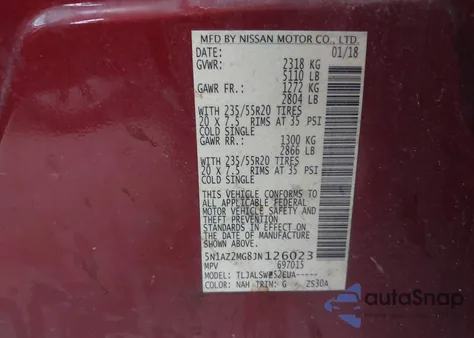 MFD BY NISSAN MOTOR CO., LTD.
DATE: 01/18
GVWR: 2318 KG
5110 LB
GAWR FR.: 1272 KG
2804 LB
WITH 235/55R20 TIRES
20 x 7.5 RIMS AT 35 PSI
COLD SINGLE
GAWR RR.: 1300 KG
2866 LB
WITH 235/55R20 TIRES
20 x 7.5 RIMS AT 35 PSI
COLD SINGLE
THIS VEHICLE CONFORMS TO
ALL APPLICABLE FEDERAL
MOTOR VEHICLE SAFETY AND
THEFT PREVENTION
STANDARDS IN EFFECT ON
THE DATE OF MANUFACTURE
SHOWN ABOVE.
5N1AZ2MG8JN126023
MPV 697015
MODEL: TLJALSWZS2EUA-----
COLOR: NAH TRIM: G ZS30A
autoSnap